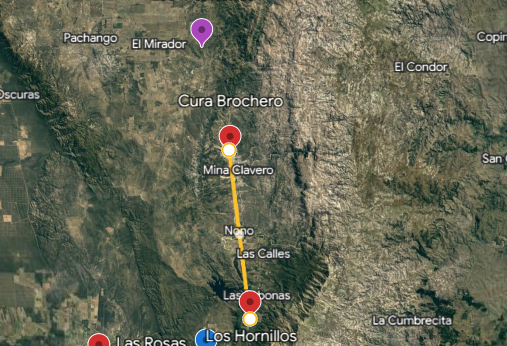 Pachango
El Mirador
Copin
El Condor
Oscuras
Cura Brochero
Mina Clavero
San
Nono
Las Calles
Los Hornillos
La Cumbrecita
Las Rosas